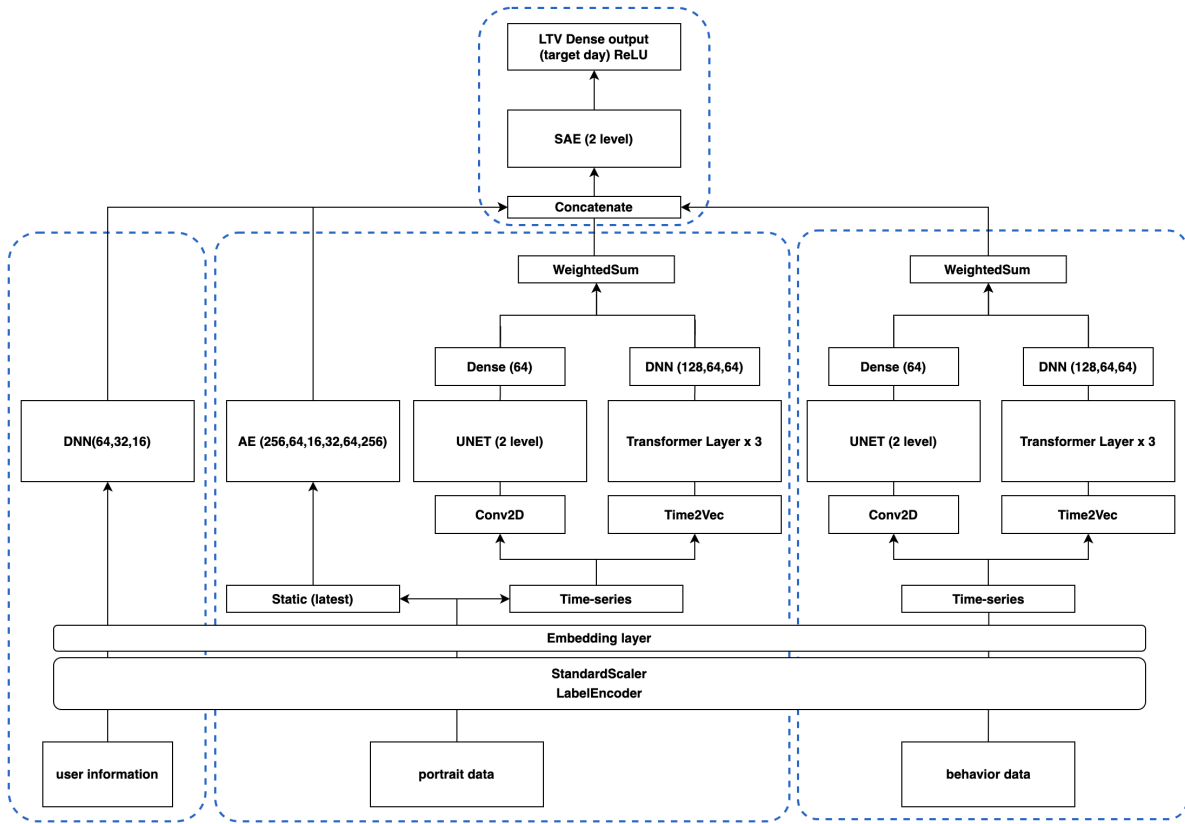 LTV Dense output
(target day) ReLU
SAE (2 level)
Concatenate
WeightedSum
WeightedSum
Dense (64)
DNN (128,64,64)
Dense (64)
DNN (128,64,64)
DNN(64,32,16)
AE (256,64,16,32,64,256)
UNET (2 level)
Transformer Layer x 3
UNET (2 level)
Transformer Layer x 3
Conv2D
Time2Vec
Conv2D
Time2Vec
Static (latest)
Time-series
Time-series
Embedding layer
StandardScaler
LabelEncoder
user information
portrait data
behavior data